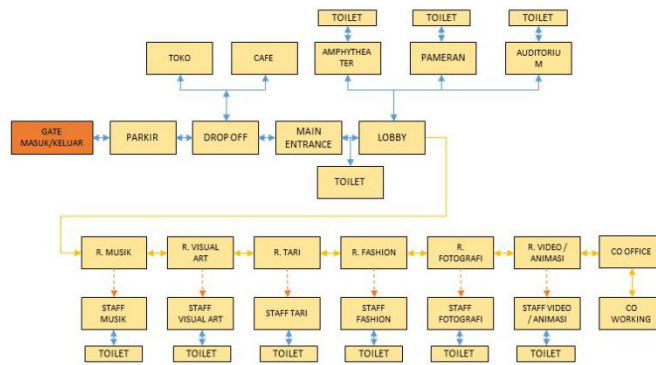 TOILET
TOILET
TOILET
TOKO
CAFE
AMPHYTHEA
TER
PAMERAN
AUDITORIU
M
GATE
MASUK/KELUAR
PARKIR
DROP OFF
MAIN
ENTRANCE
LOBBY
TOILET
R. MUSIK
R. VISUAL
ART
R. TARI
R. FASHION
R.
FOTOGRAFI
R. VIDEO /
ANIMASI
CO OFFICE
STAFF
MUSIK
STAFF
VISUAL ART
STAFF TARI
STAFF
FASHION
STAFF
FOTOGRAFI
STAFF VIDEO
/ ANIMASI
CO
WORKING
TOILET
TOILET
TOILET
TOILET
TOILET
TOILET